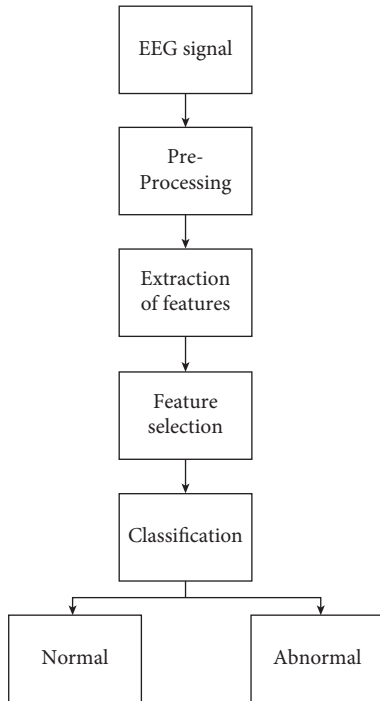 EEG signal
Pre-
Processing
Extraction
of features
Feature
selection
Classification
Normal
Abnormal